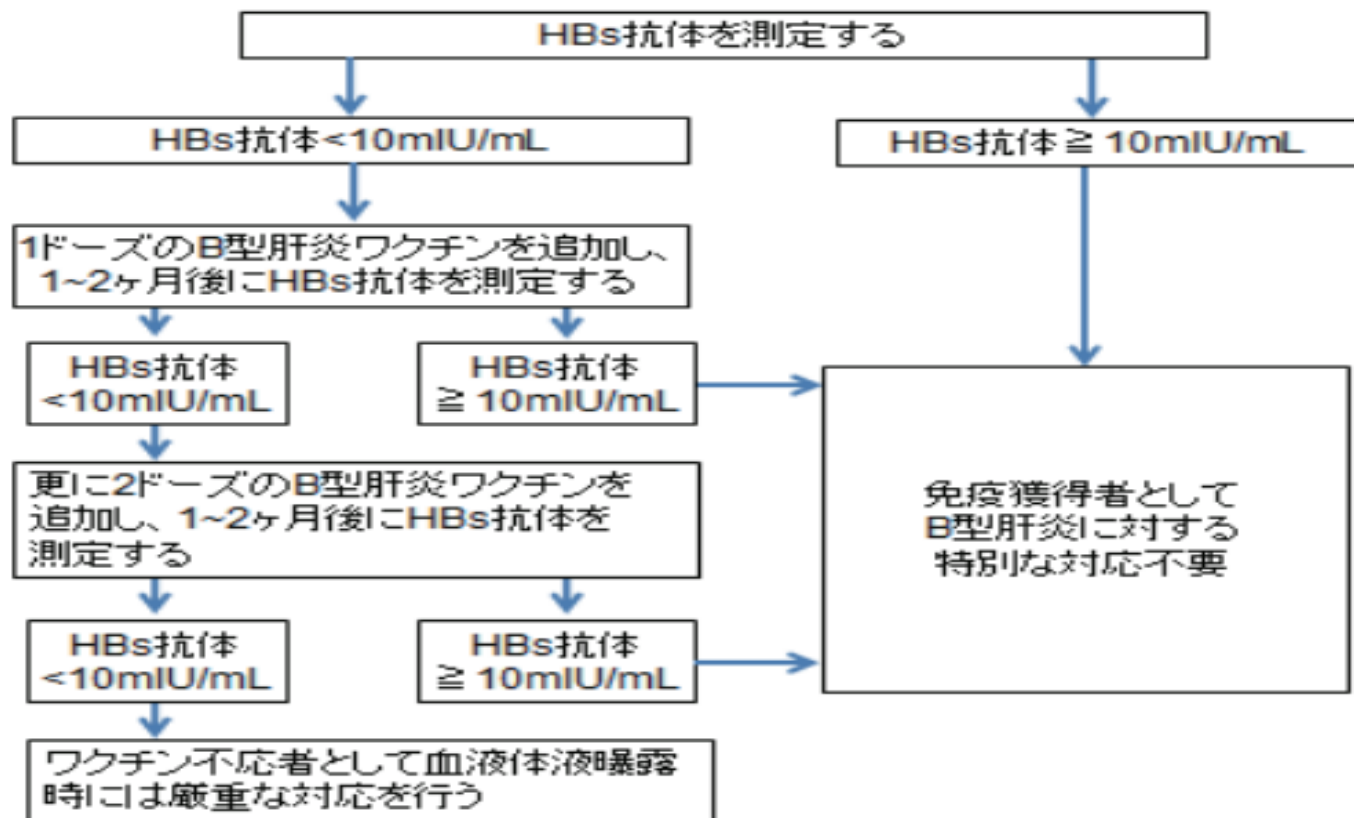 HBs抗体を測定する
HBs抗体<10mIU/mL
HBs抗体≧10mIU/mL
1ドーズのB型肝炎ワクチンを追加し、
1~2ヶ月後にHBs抗体を測定する
HBs抗体
<10mIU/mL
HBs抗体
≧10mIU/mL
更に2ドーズのB型肝炎ワクチンを
追加し、1~2ヶ月後にHBs抗体を
測定する
免疫獲得者として
B型肝炎に対する
特別な対応不要
HBs抗体
<10mIU/mL
HBs抗体
≧10mIU/mL
ワクチン不応者として血液体液曝露
時には厳重な対応を行う